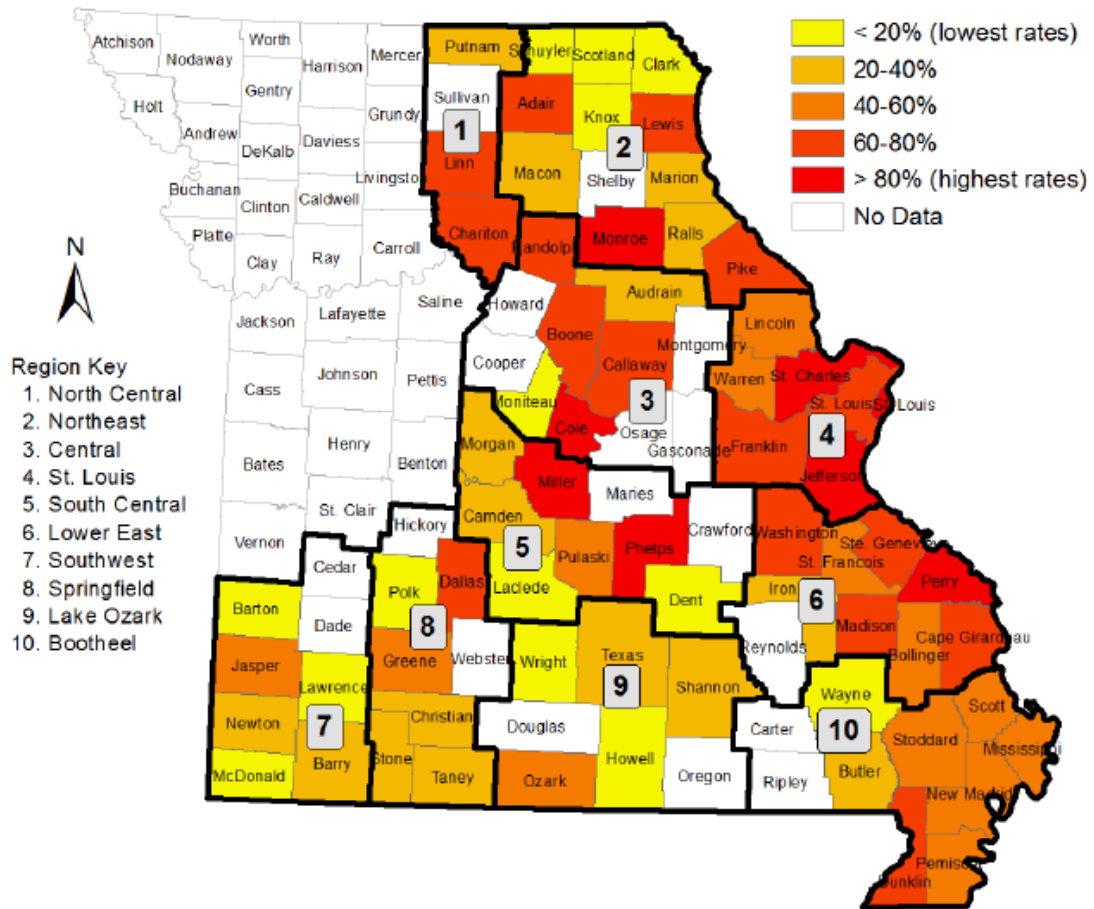 Atchison
Nodaway
Worth
Harrison
Mercer
Putnam
Schuyler
Scotland
Clark
Holt
Gentry
Sullivan
Grundy
Adair
Knox
Lewis
Andrew
DeKalb
Daviess
1
2
Linn
Macon
Shelby
Marion
Buchanan
Clinton
Caldwell
Livingston
Platte
Clay
Ray
Carroll
Chariton
Randolph
Monroe
Ralls
Pike
Saline
Howard
Audrain
Jackson
Lafayette
Boone
Montgomery
Lincoln
Cooper
Callaway
Warren
St. Charles
Cass
Johnson
Pettis
Moniteau
3
St. Louis
St. Louis
Cole
Osage
4
Henry
Morgan
Gasconade
Franklin
Jefferson
Bates
Benton
Miller
Maries
St. Clair
Camden
Crawford
Washington
Vernon
Hickory
5
Pulaski
Phelps
St. Francois
Ste. Genevieve
Cedar
Polk
Dallas
Laclede
Dent
Iron
Perry
Barton
Dade
8
6
Madison
Reynolds
Bollinger
Cape Girardeau
Jasper
Greene
Webster
Wright
Texas
Lawrence
9
Shannon
Wayne
Scott
Newton
7
Christian
Douglas
Carter
10
Stoddard
Mississippi
McDonald
Barry
Stone
Taney
Ozark
Howell
Oregon
Ripley
Butler
New Madrid
Pemiscot
Dunklin
< 20% (lowest rates)
20-40%
40-60%
60-80%
> 80% (highest rates)
No Data
N
Region Key
1. North Central
2. Northeast
3. Central
4. St. Louis
5. South Central
6. Lower East
7. Southwest
8. Springfield
9. Lake Ozark
10. Bootheel